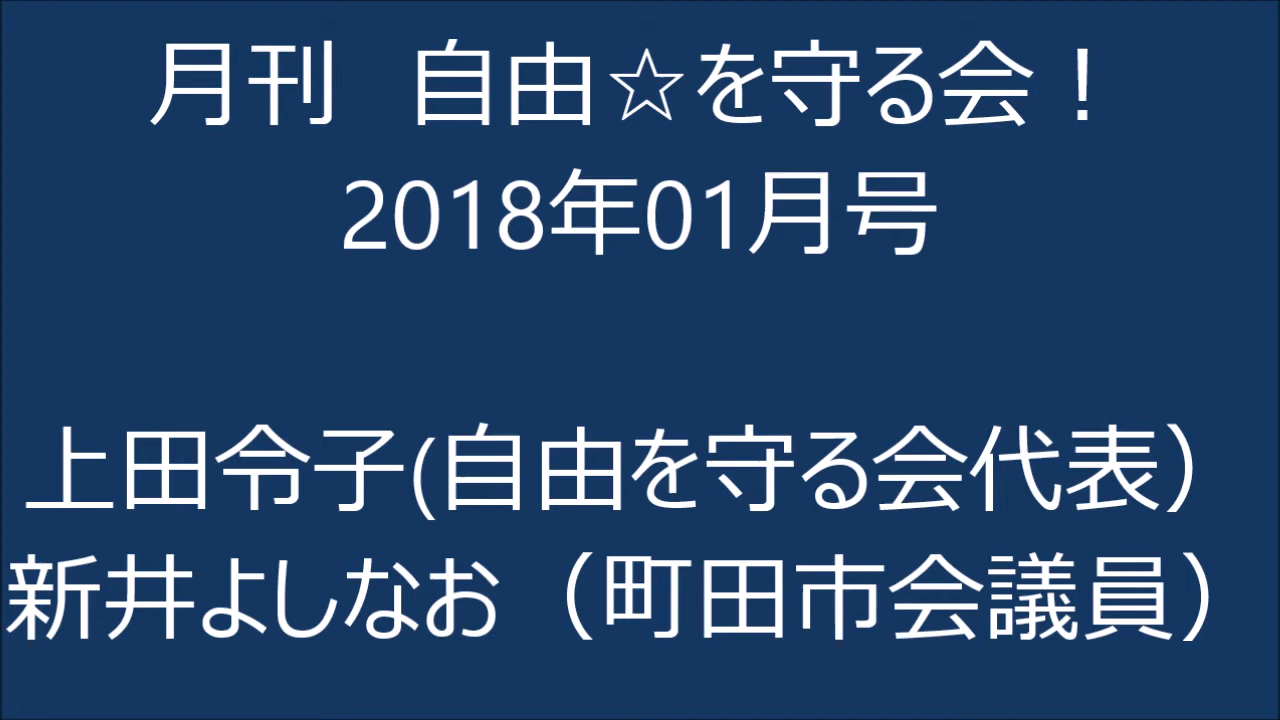 月刊　自由☆を守る会！
2018年01月号
上田令子(自由を守る会代表）
新井よしなお（町田市会議員）